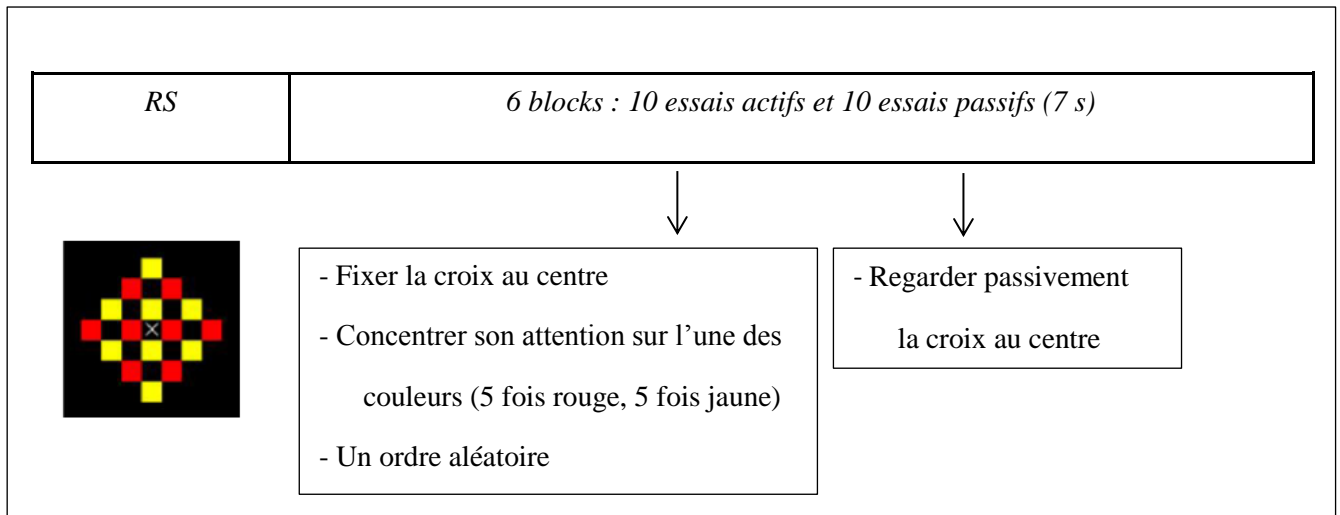 RS
6 blocks : 10 essais actifs et 10 essais passifs (7 s)
- Fixer la croix au centre
- Concentrer son attention sur l’une des
couleurs (5 fois rouge, 5 fois jaune)
- Un ordre aléatoire
- Regarder passivement
la croix au centre